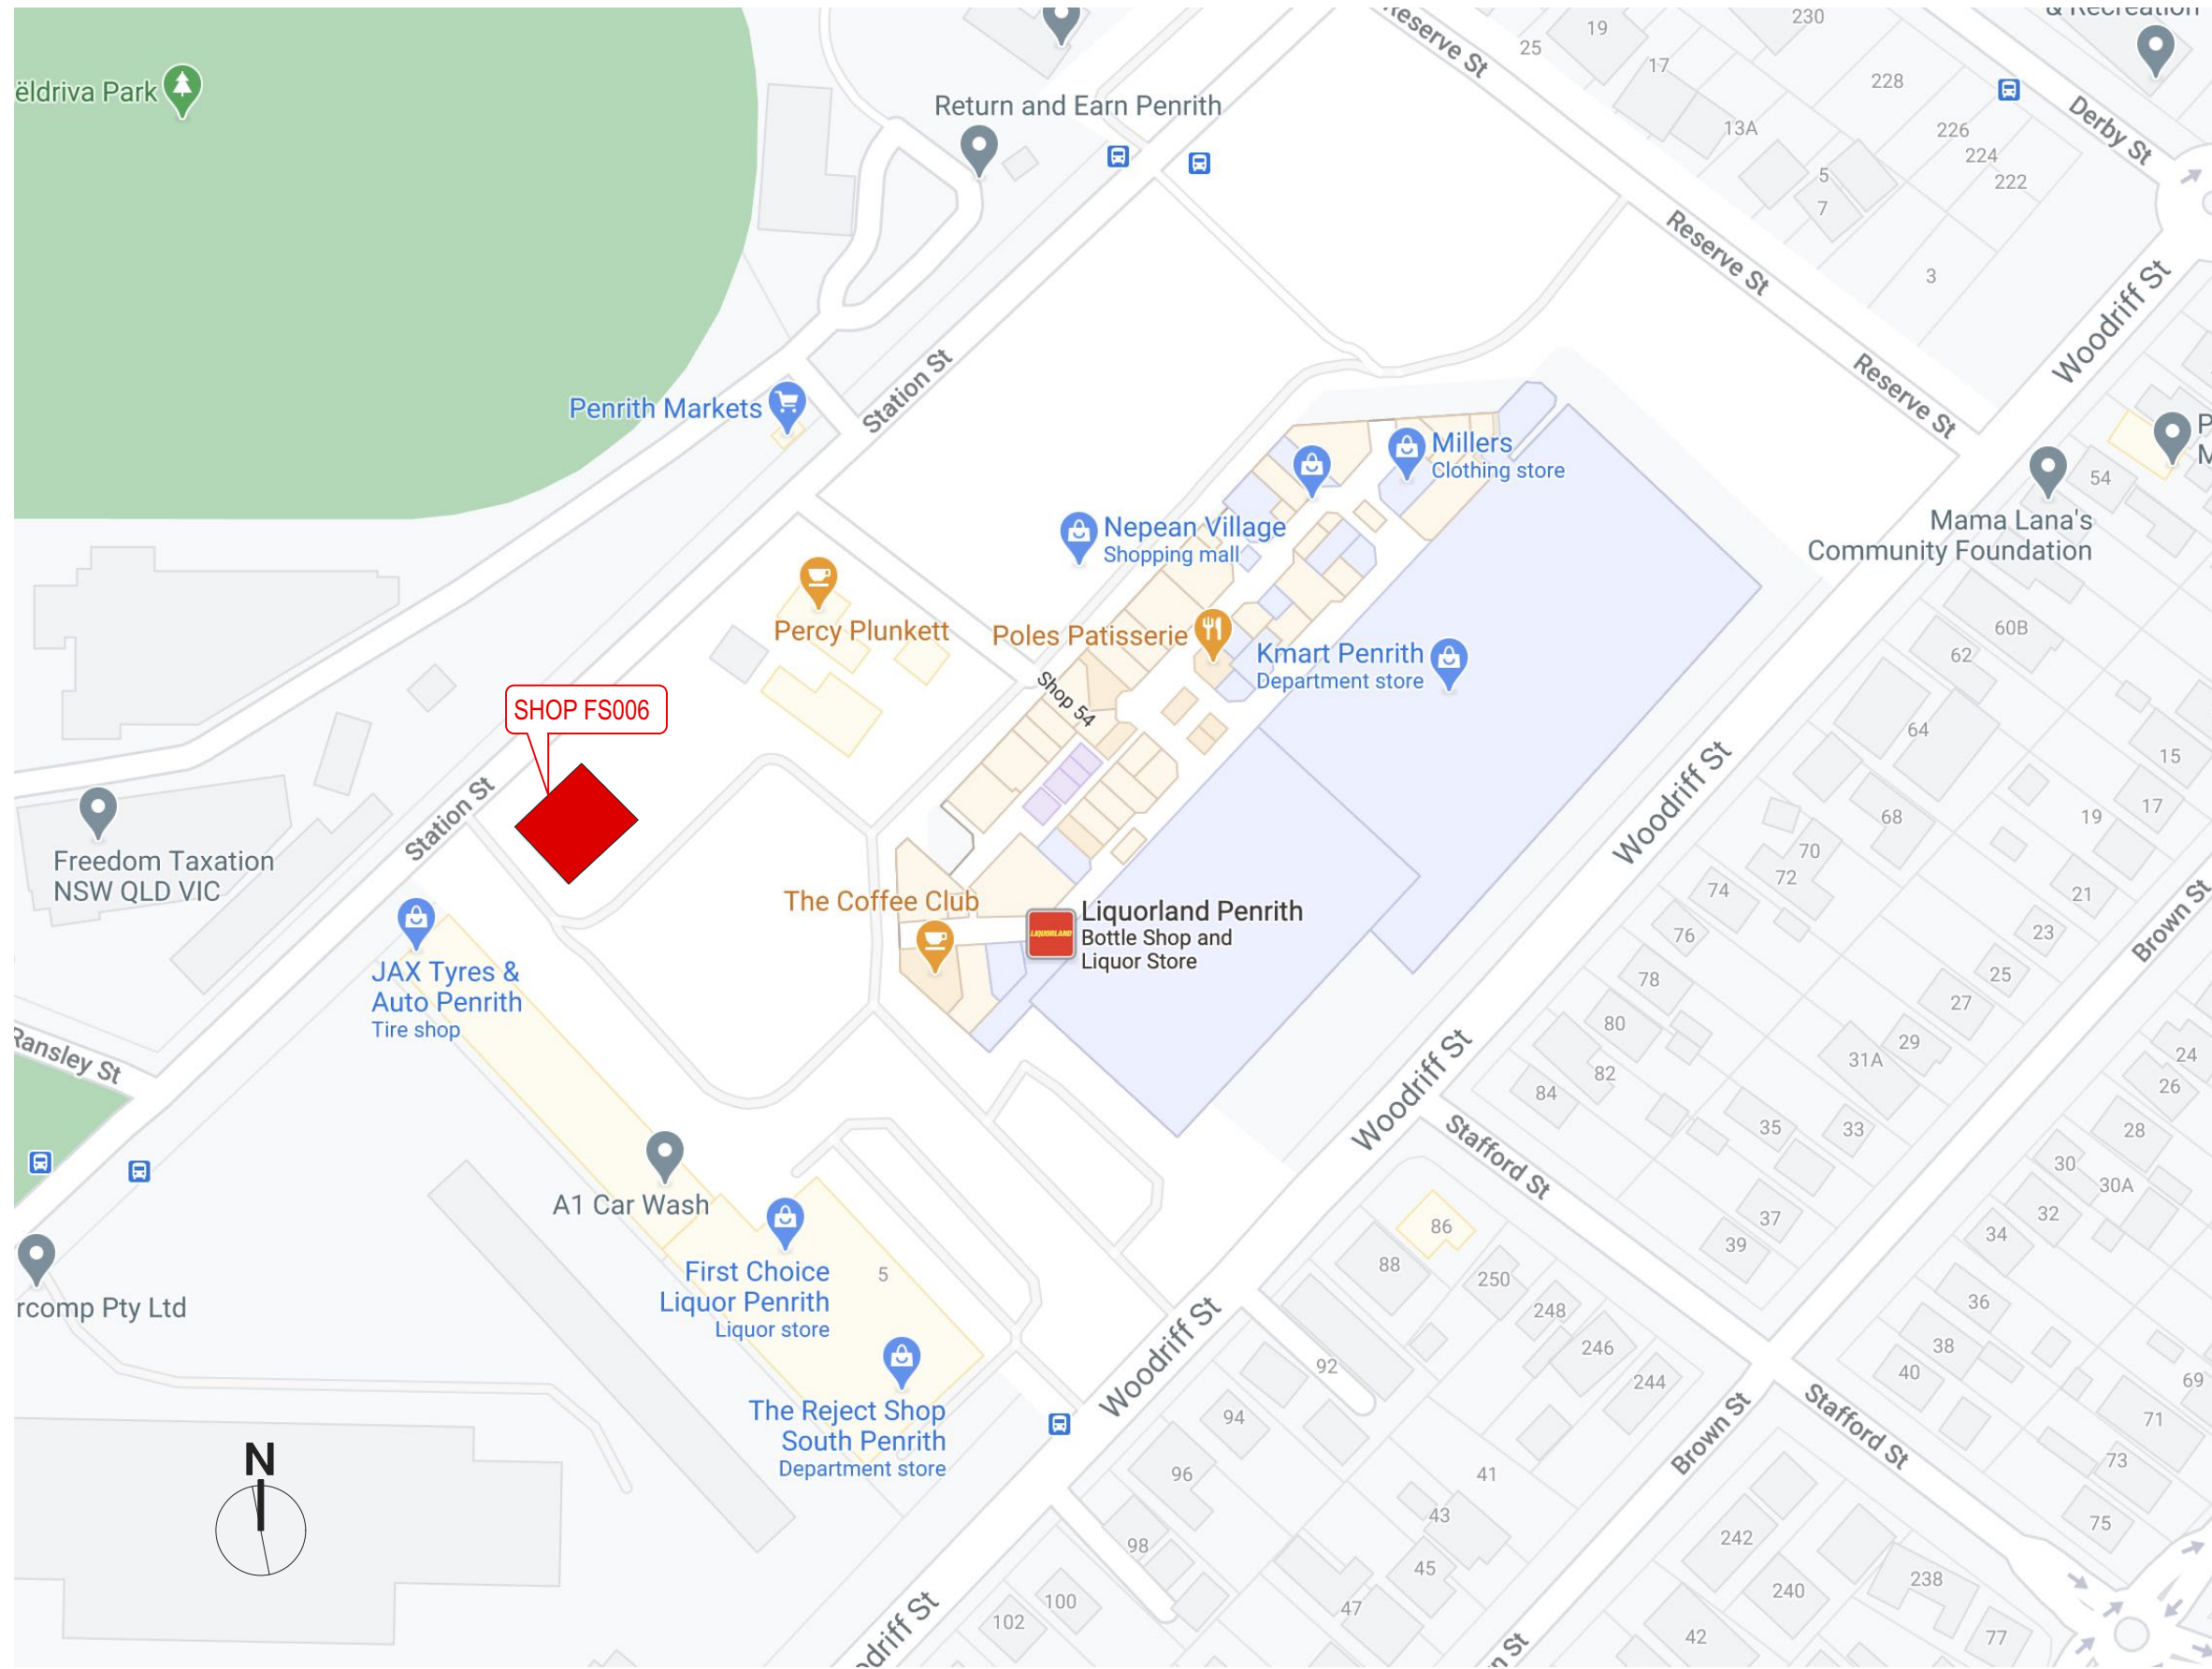 & Recreation
Reserve St
25
19
17
230
228
13A
226
224
222
5
7
3
Derby St
ëldriva Park
Return and Earn Penrith
Reserve St
Woodriff St
Reserve St
Station St
Penrith Markets
Millers
Clothing store
Nepean Village
Shopping mall
Mama Lana's
Community Foundation
54
P
M
Percy Plunkett
Poles Patisserie
Kmart Penrith
Department store
Shop 54
60B
62
64
15
17
19
68
70
72
74
76
78
80
82
84
21
23
25
27
29
31A
33
35
37
39
SHOP FS006
Station St
Freedom Taxation
NSW QLD VIC
Woodriff St
Brown St
The Coffee Club
LIQUORLAND
Liquorland Penrith
Bottle Shop and
Liquor Store
JAX Tyres &
Auto Penrith
Tire shop
Ransley St
Woodriff St
Stafford St
24
26
28
30
30A
32
34
36
38
40
A1 Car Wash
First Choice
Liquor Penrith
Liquor store
5
rcomp Pty Ltd
86
88
250
248
246
244
92
94
96
98
100
102
Woodriff St
The Reject Shop
South Penrith
Department store
Brown St
Stafford St
69
71
73
75
77
41
43
45
47
242
240
238
42
N
driff St
n St